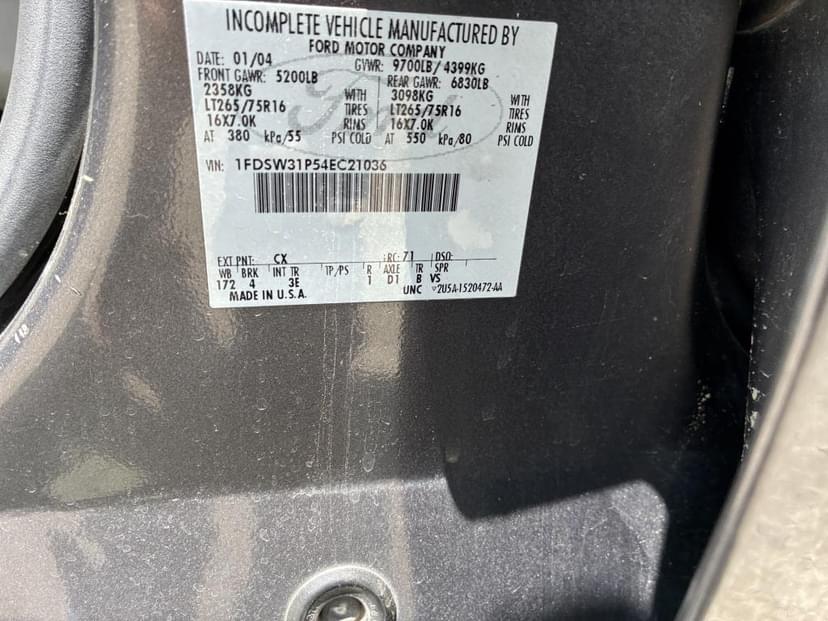 INCOMPLETE VEHICLE MANUFACTURED BY
FORD MOTOR COMPANY
DATE: 01/04 GVWR: 9700LB/ 4399KG
FRONT GAWR: 5200LB REAR GAWR: 6830LB
2358KG WITH 3098KG WITH
LT265/75R16 TIRES LT265/75R16 TIRES
16X7.0K RIMS 16X7.0K RIMS
AT 380 kPa/55 PSI COLD AT 550 kPa/80 PSI COLD
Ford
VIN: 1FDSW31P54EC21036
EXT PNT: CX RC: 71 DSO:
WB BRK INT TR TP/PS R AXLE TR SPR
172 4 3E 1 D1 B VS
MADE IN U.S.A. UNC 2U5A-1520472-AA